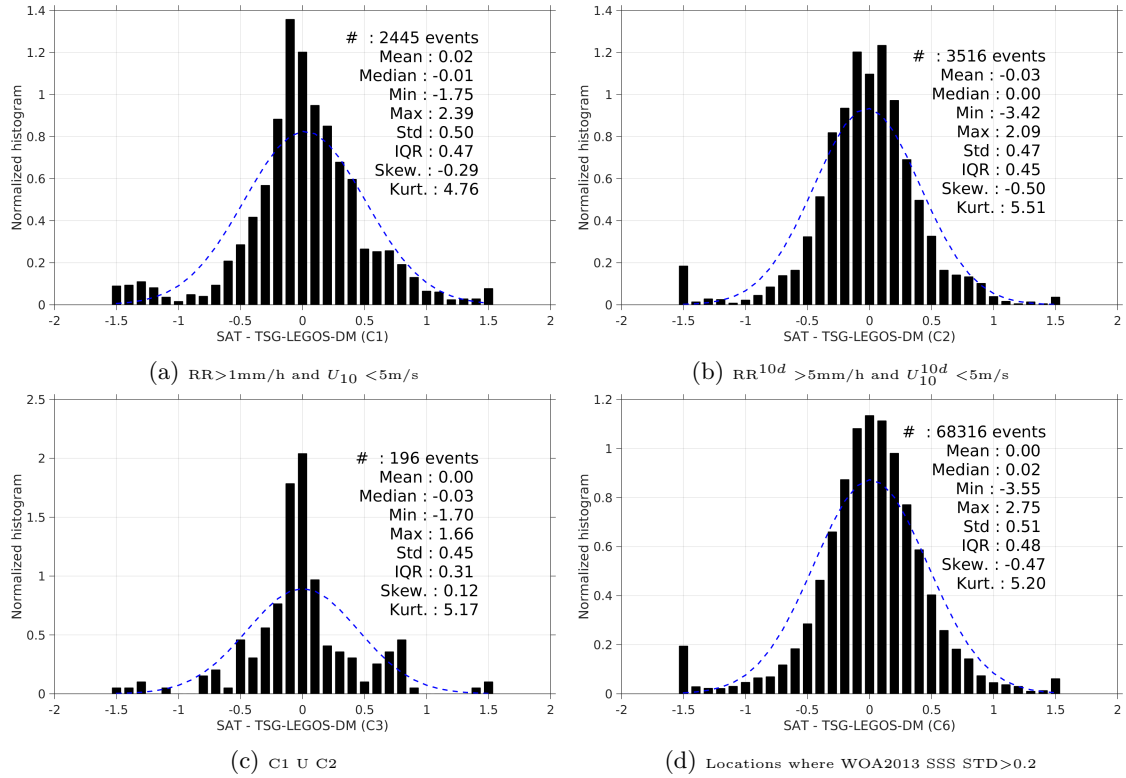 1.4
1.2
1
0.8
0.6
0.4
0.2
0
-2 -1.5 -1 -0.5 0 0.5 1 1.5 2
Normalized histogram
SAT - TSG-LEGOS-DM (C1)
# : 2445 events
Mean : 0.02
Median : -0.01
Min : -1.75
Max : 2.39
Std : 0.50
IQR : 0.47
Skew. : -0.29
Kurt. : 4.76
(a) RR>1mm/h and U10 <5m/s
1.4
1.2
1
0.8
0.6
0.4
0.2
0
-2 -1.5 -1 -0.5 0 0.5 1 1.5 2
Normalized histogram
SAT - TSG-LEGOS-DM (C2)
# : 3516 events
Mean : -0.03
Median : 0.00
Min : -3.42
Max : 2.09
Std : 0.47
IQR : 0.45
Skew. : -0.50
Kurt. : 5.51
(b) RR10d >5mm/h and U10 10d <5m/s
2.5
2
1.5
1
0.5
0
-2 -1.5 -1 -0.5 0 0.5 1 1.5 2
Normalized histogram
SAT - TSG-LEGOS-DM (C3)
# : 196 events
Mean : 0.00
Median : -0.03
Min : -1.70
Max : 1.66
Std : 0.45
IQR : 0.31
Skew. : 0.12
Kurt. : 5.17
(c) C1 U C2
1.2
1
0.8
0.6
0.4
0.2
0
-2 -1.5 -1 -0.5 0 0.5 1 1.5 2
Normalized histogram
SAT - TSG-LEGOS-DM (C6)
# : 68316 events
Mean : 0.00
Median : 0.02
Min : -3.55
Max : 2.75
Std : 0.51
IQR : 0.48
Skew. : -0.47
Kurt. : 5.20
(d) Locations where WOA2013 SSS STD>0.2